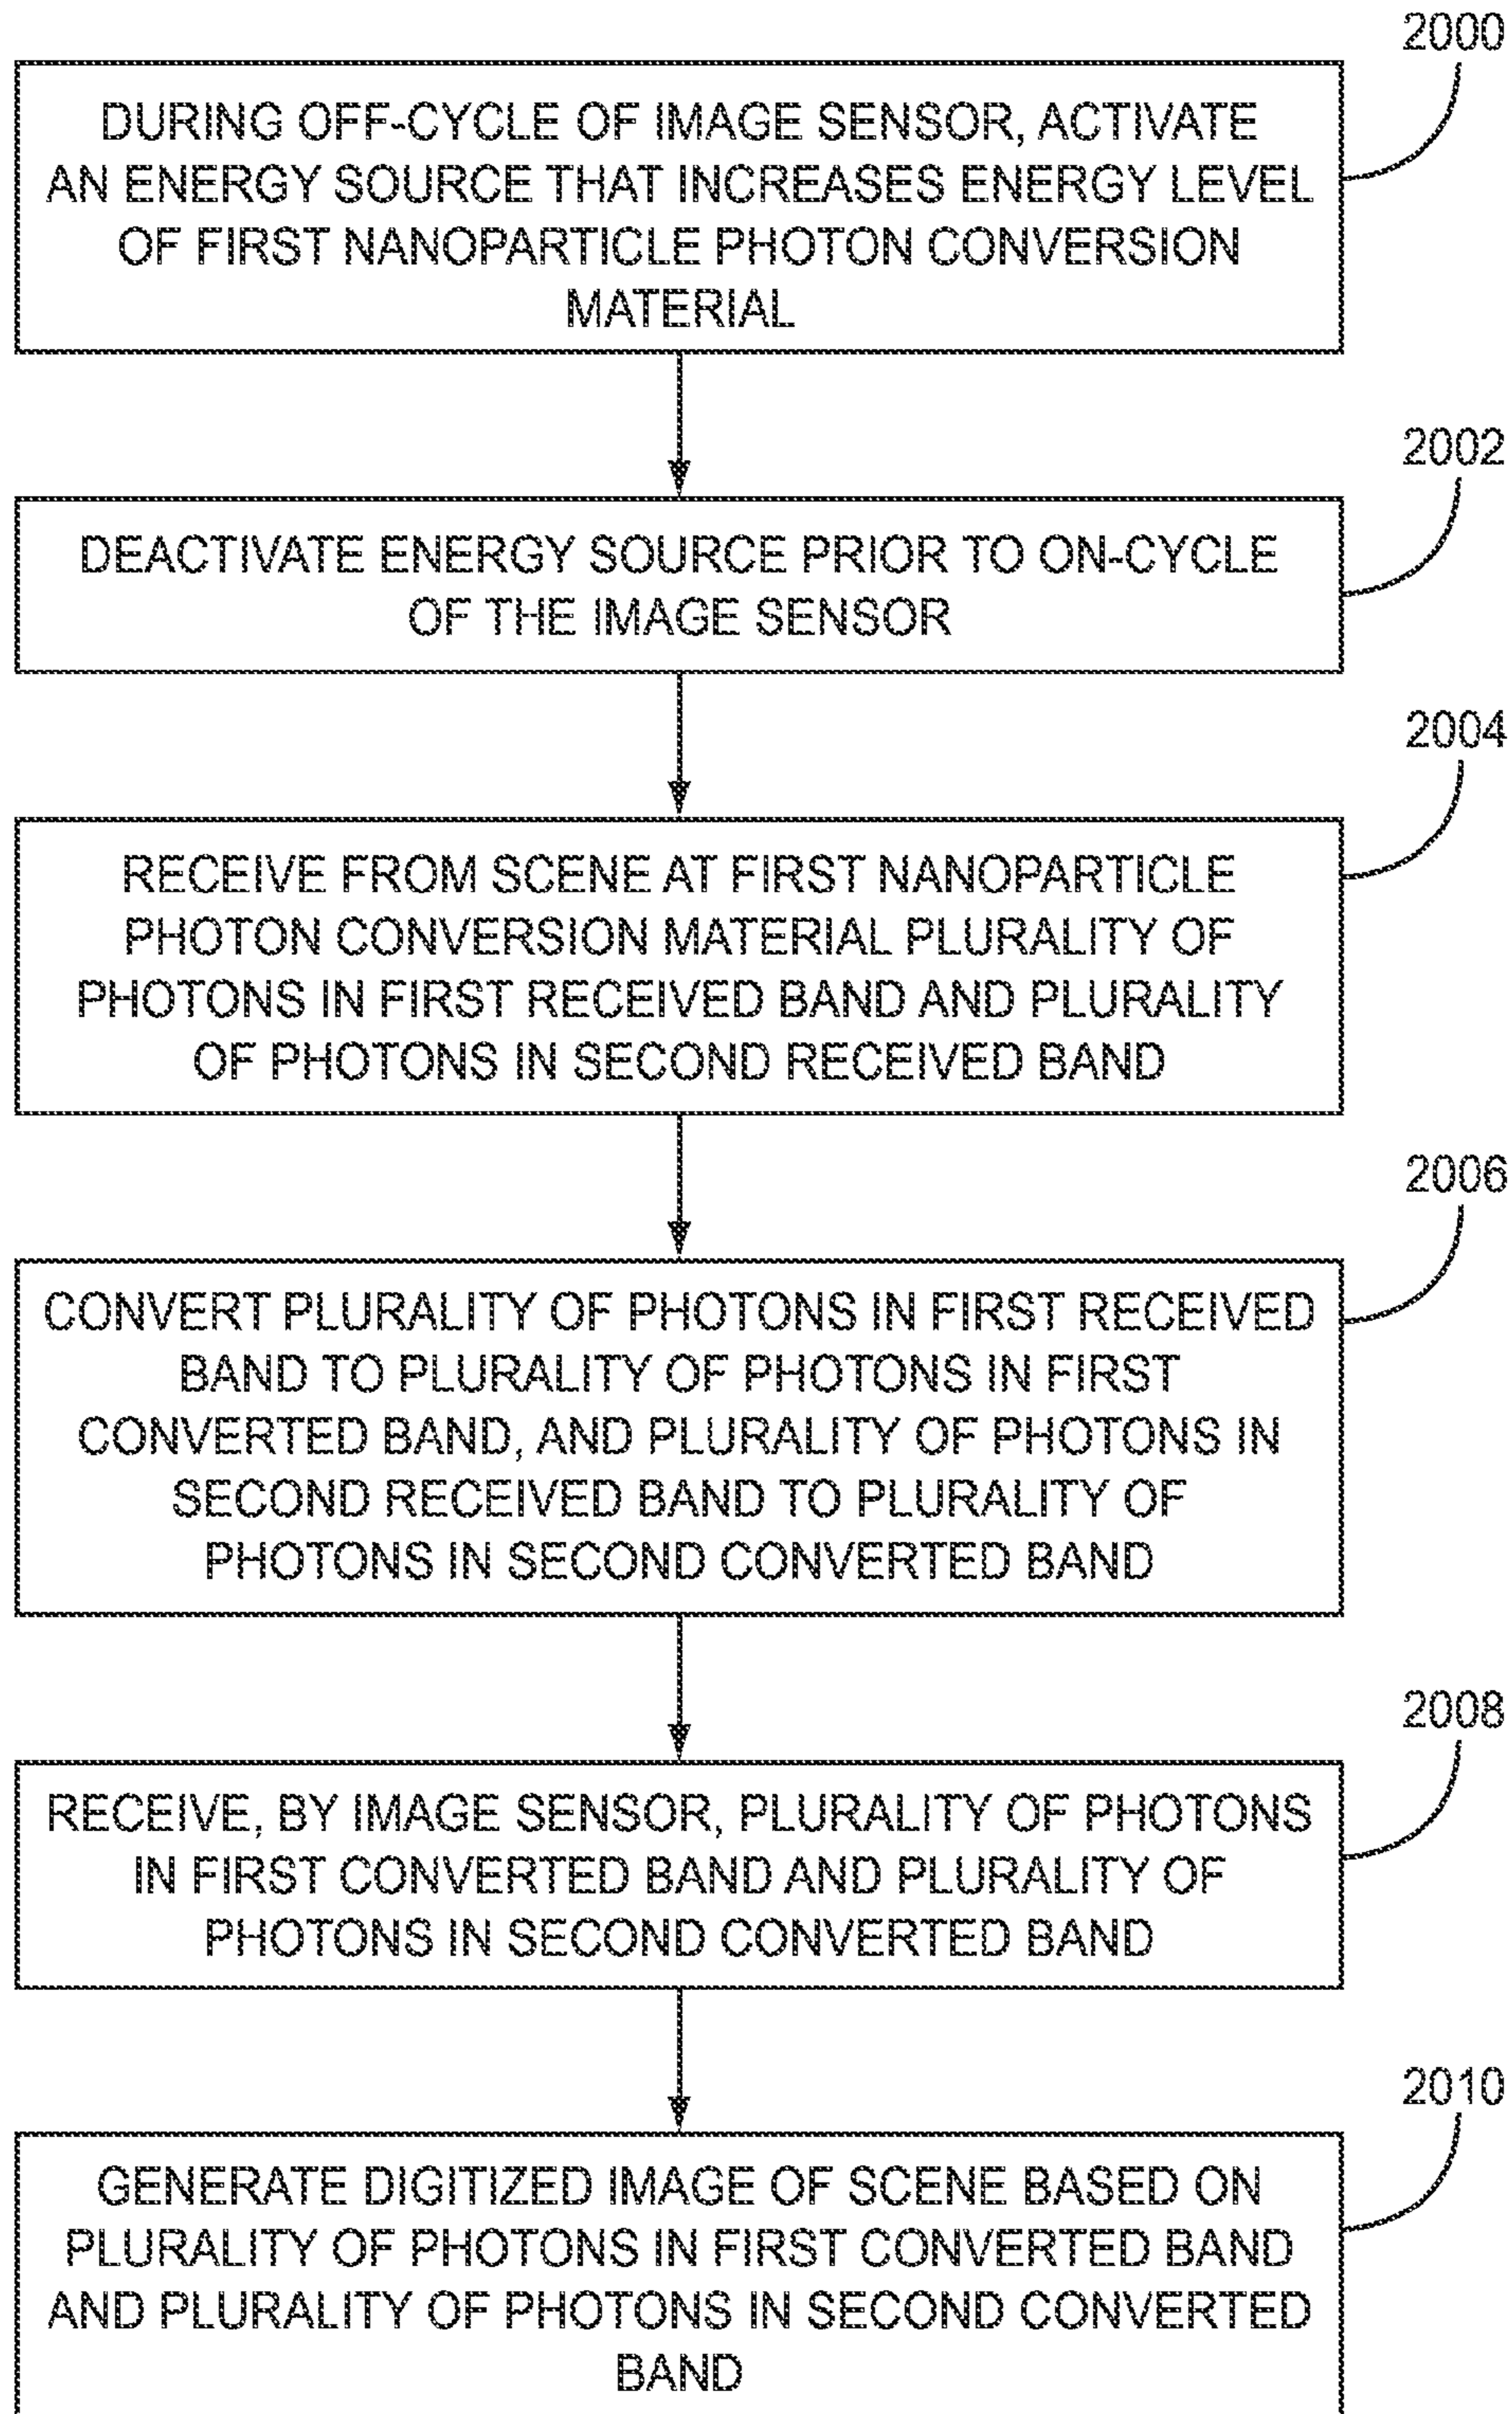 2000
DURING OFF-CYCLE OF IMAGE SENSOR, ACTIVATE
AN ENERGY SOURCE THAT INCREASES ENERGY LEVEL
OF FIRST NANOPARTICLE PHOTON CONVERSION
MATERIAL
2002
DEACTIVATE ENERGY SOURCE PRIOR TO ON-CYCLE
OF THE IMAGE SENSOR
2004
RECEIVE FROM SCENE AT FIRST NANOPARTICLE
PHOTON CONVERSION MATERIAL PLURALITY OF
PHOTONS IN FIRST RECEIVED BAND AND PLURALITY
OF PHOTONS IN SECOND RECEIVED BAND
2006
CONVERT PLURALITY OF PHOTONS IN FIRST RECEIVED
BAND TO PLURALITY OF PHOTONS IN FIRST
CONVERTED BAND, AND PLURALITY OF PHOTONS IN
SECOND RECEIVED BAND TO PLURALITY OF
PHOTONS IN SECOND CONVERTED BAND
2008
RECEIVE, BY IMAGE SENSOR, PLURALITY OF PHOTONS
IN FIRST CONVERTED BAND AND PLURALITY OF
PHOTONS IN SECOND CONVERTED BAND
2010
GENERATE DIGITIZED IMAGE OF SCENE BASED ON
PLURALITY OF PHOTONS IN FIRST CONVERTED BAND
AND PLURALITY OF PHOTONS IN SECOND CONVERTED
BAND